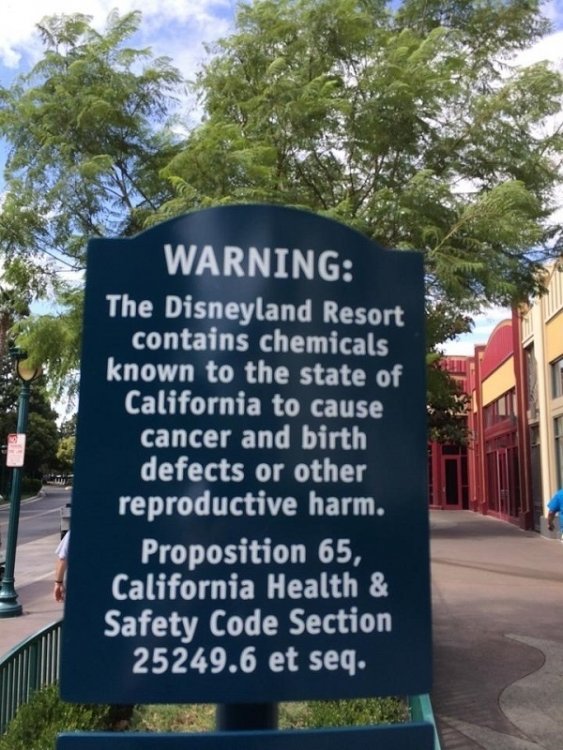 WARNING:
The Disneyland Resort
contains chemicals
known to the state of
California to cause
cancer and birth
defects or other
reproductive harm.
Proposition 65,
California Health &
Safety Code Section
25249.6 et seq.